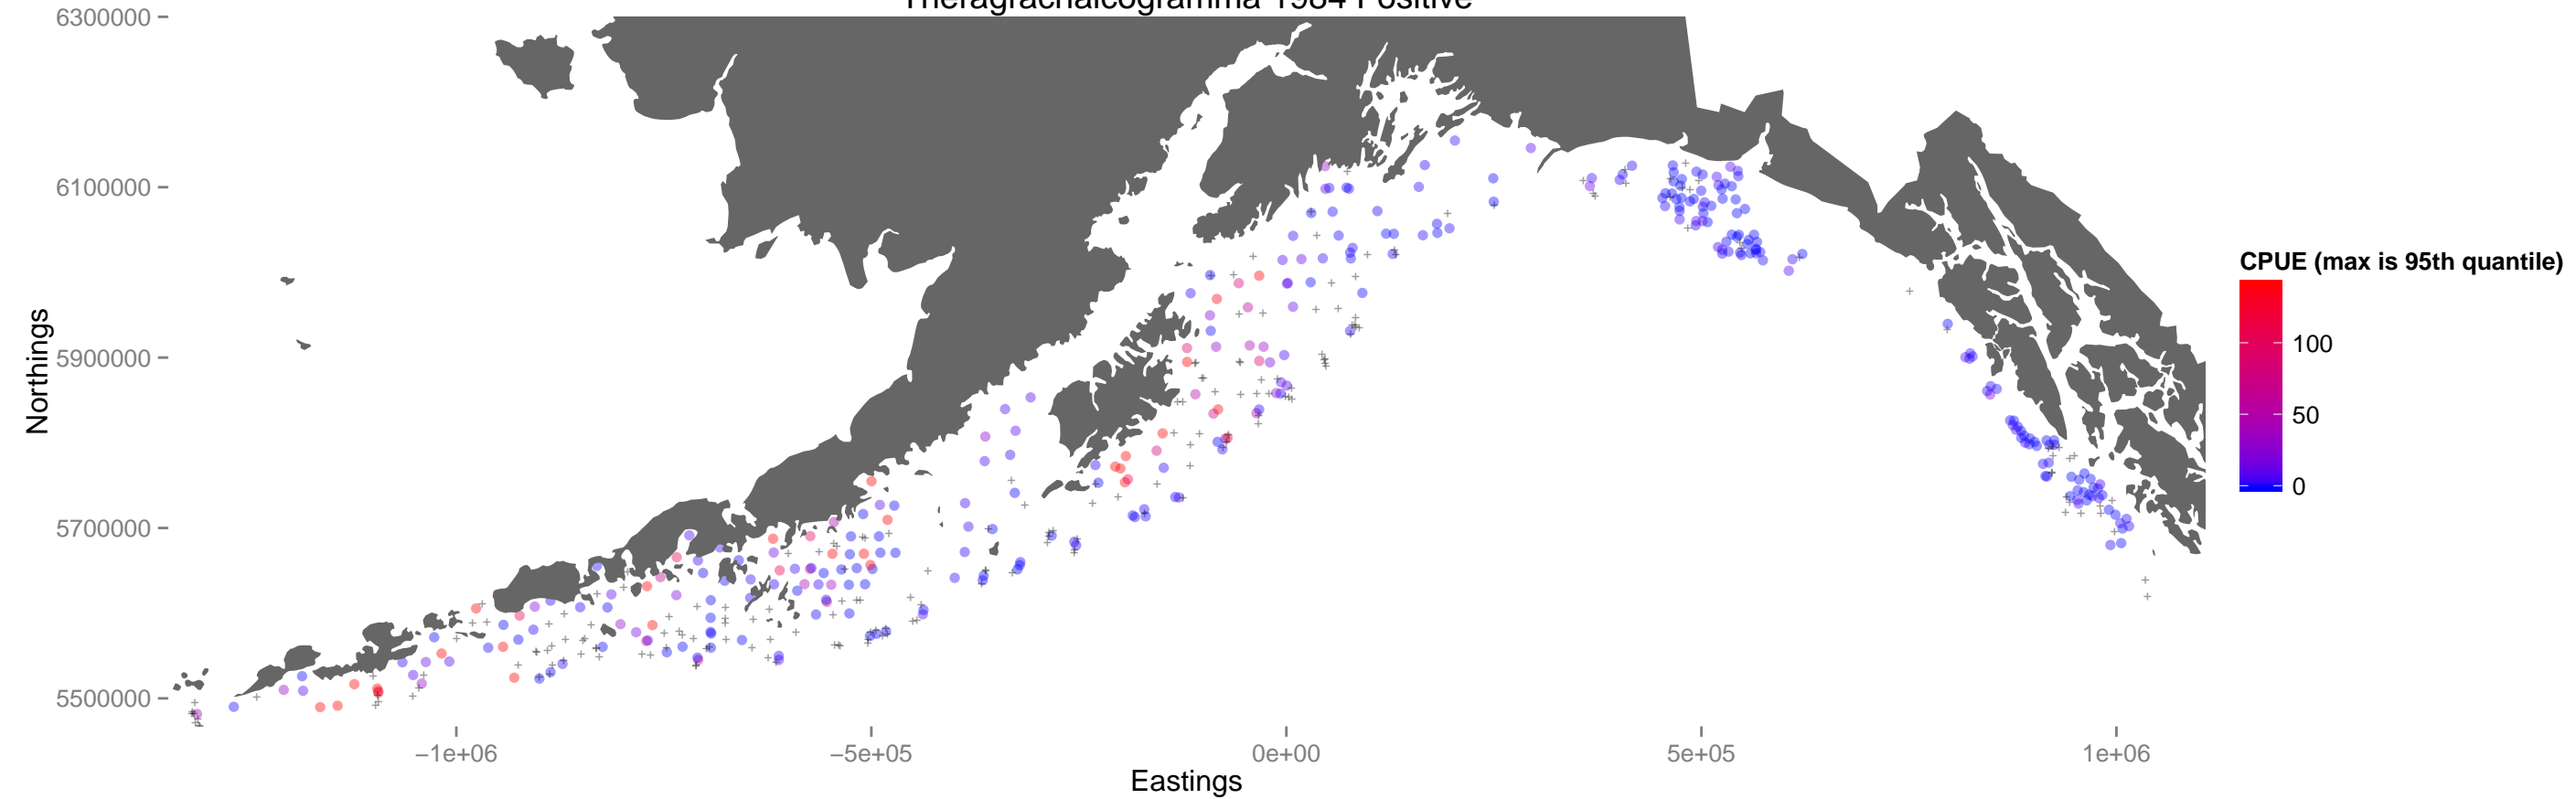 Theragrachalcogramma 1984 Positive
6300000
6100000
5900000
5700000
5500000
Northings
−1e+06
−5e+05
0e+00
5e+05
1e+06
Eastings
CPUE (max is 95th quantile)
100
50
0